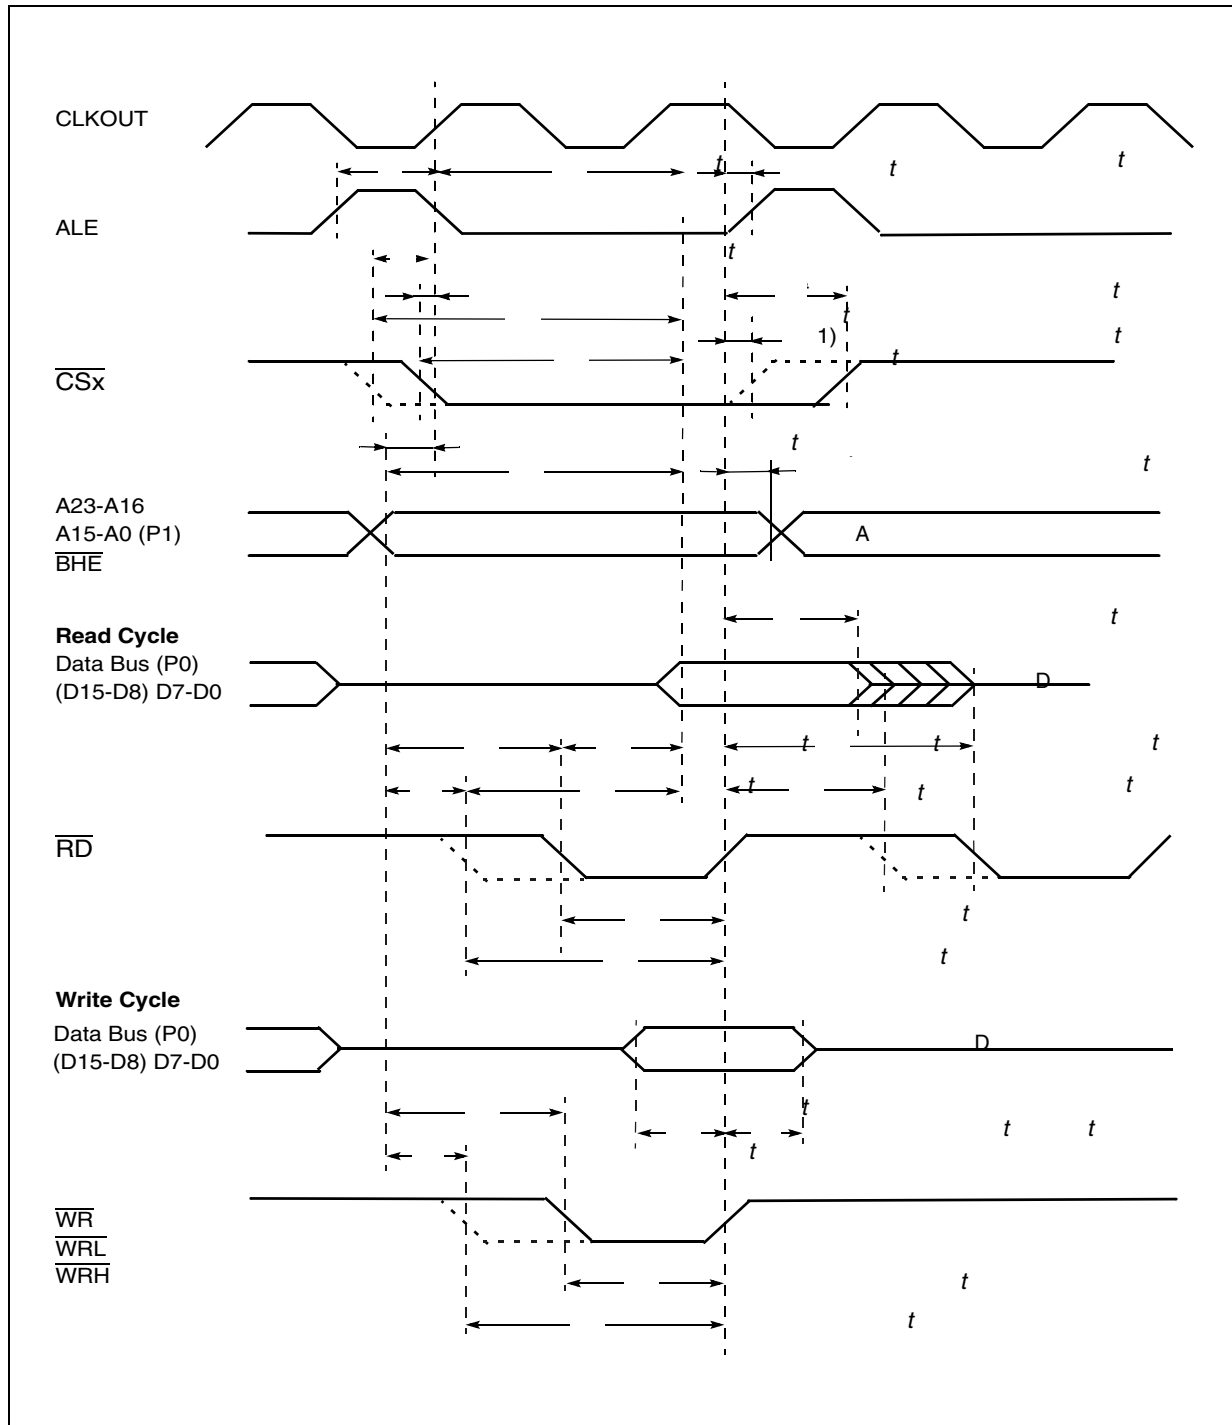 CLKOUT
t t t
ALE
t
t
t
1) t
CSx t
t
t
A23-A16
A15-A0 (P1) A
BHE
t
Read Cycle
Data Bus (P0)
(D15-D8) D7-D0 D
t t t
t t t
RD
t
t
Write Cycle
Data Bus (P0) D
(D15-D8) D7-D0
t
t t
t
WR
WRL
WRH t
t